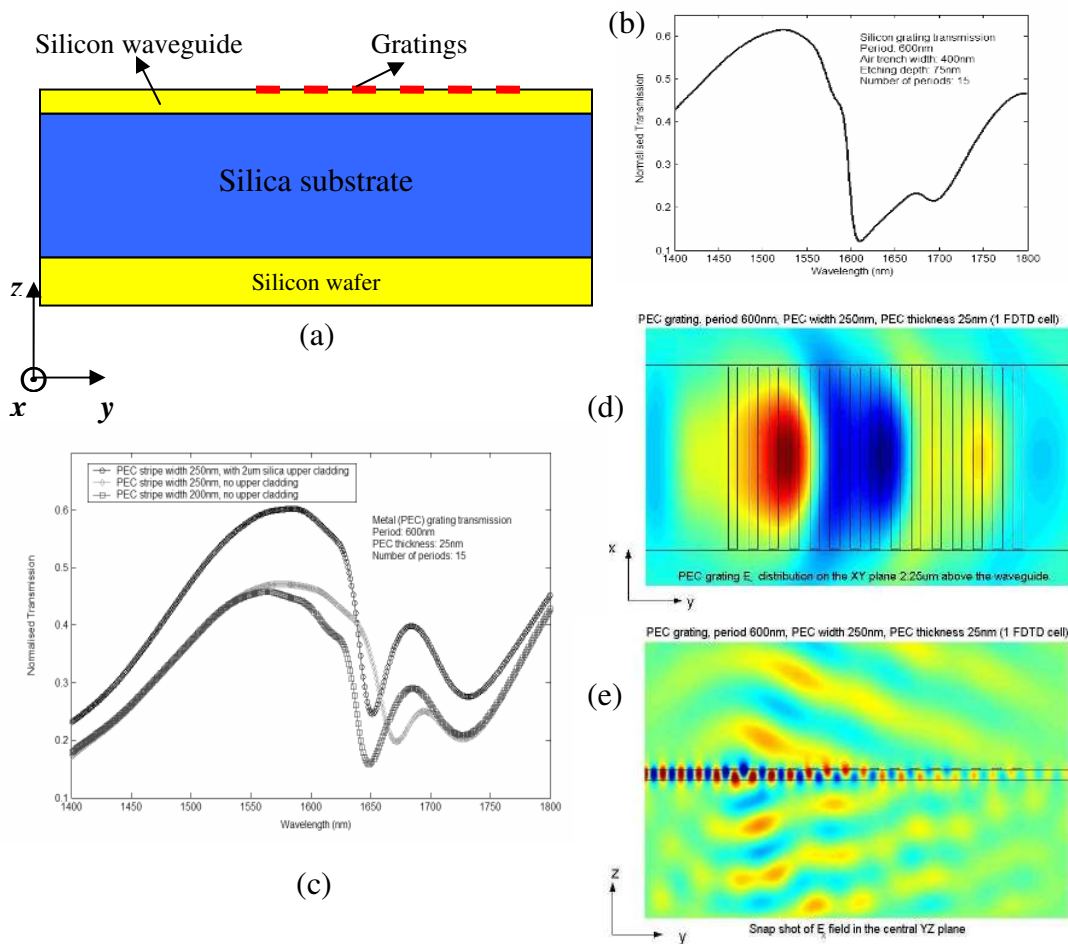 Silicon waveguide
Gratings
Silica substrate
Silicon wafer
z
x
y
(a)
(b)
Silicon grating transmission
Period: 600nm
Air trench width: 400nm
Etching depth: 75nm
Number of periods: 15
Normalised Transmission
0.6
0.5
0.4
0.3
0.2
0.1
1400 1450 1500 1550 1600 1650 1700 1750 1800
Wavelength (nm)
PEC stripe width 250nm, with 2um silica upper cladding
PEC stripe width 250nm, no upper cladding
PEC stripe width 200nm, no upper cladding
Metal (PEC) grating transmission
Period: 600nm
PEC thickness: 25nm
Number of periods: 15
Normalised Transmission
0.6
0.5
0.4
0.3
0.2
0.1
1400 1450 1500 1550 1600 1650 1700 1750 1800
Wavelength (nm)
(c)
PEC grating, period 600nm, PEC width 250nm, PEC thickness 25nm (1 FDTD cell)
(d)
x
y
PEC grating E distribution on the XY plane 2.25um above the waveguide.
PEC grating, period 600nm, PEC width 250nm, PEC thickness 25nm (1 FDTD cell)
(e)
z
y
Snap shot of Ex field in the central YZ plane